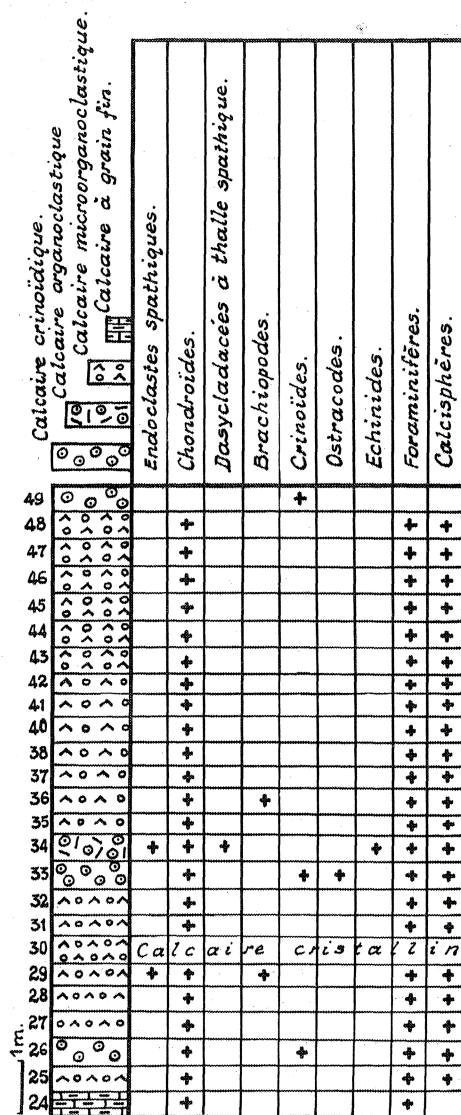 Calcaire crinoïdique.
Calcaire organoclastique
Calcaire microorganoclastique.
Calcaire à grain fin.
Endoclastes spathiques.
Chondroïdes.
Dasycladacées à thalle spathique.
Brachiopodes.
Crinoïdes.
Ostracodes.
Echinides.
Foraminifères.
Calcisphères.
49
48
47
46
45
44
43
42
41
40
38
37
36
35
34
33
32
31
30 Calcaire cristallin
29
28
27
26
25
24
1m.